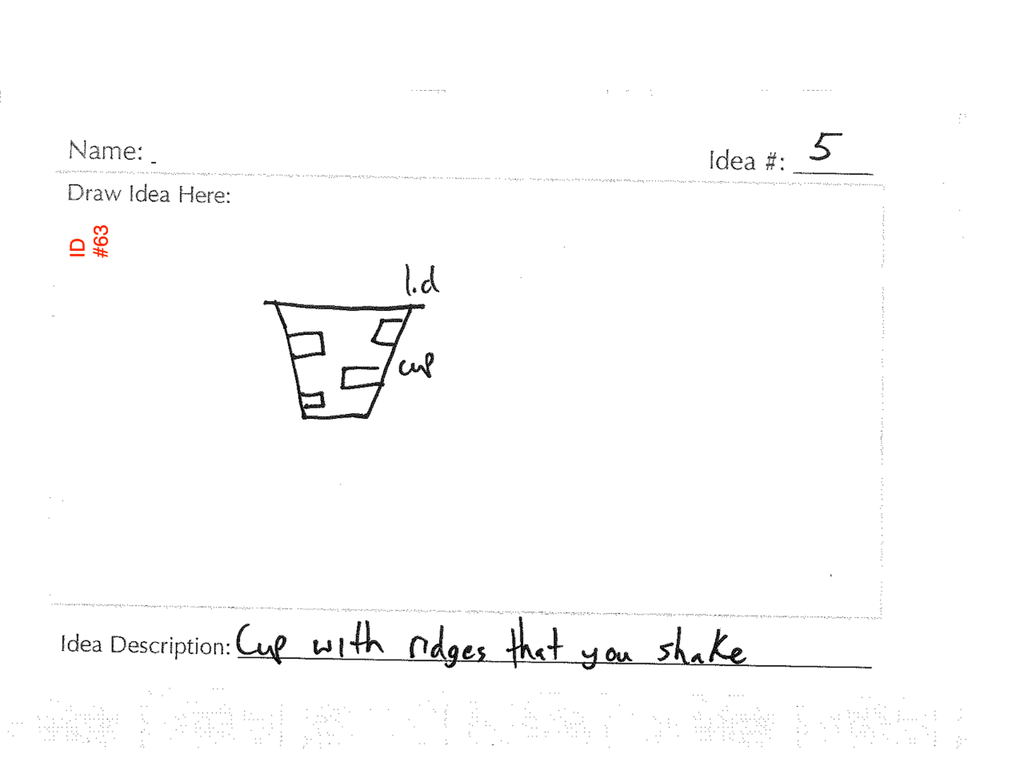 Name:
Idea #: 5
Draw Idea Here:
ID
#63
lid
cup
Idea Description: Cup with ridges that you shake